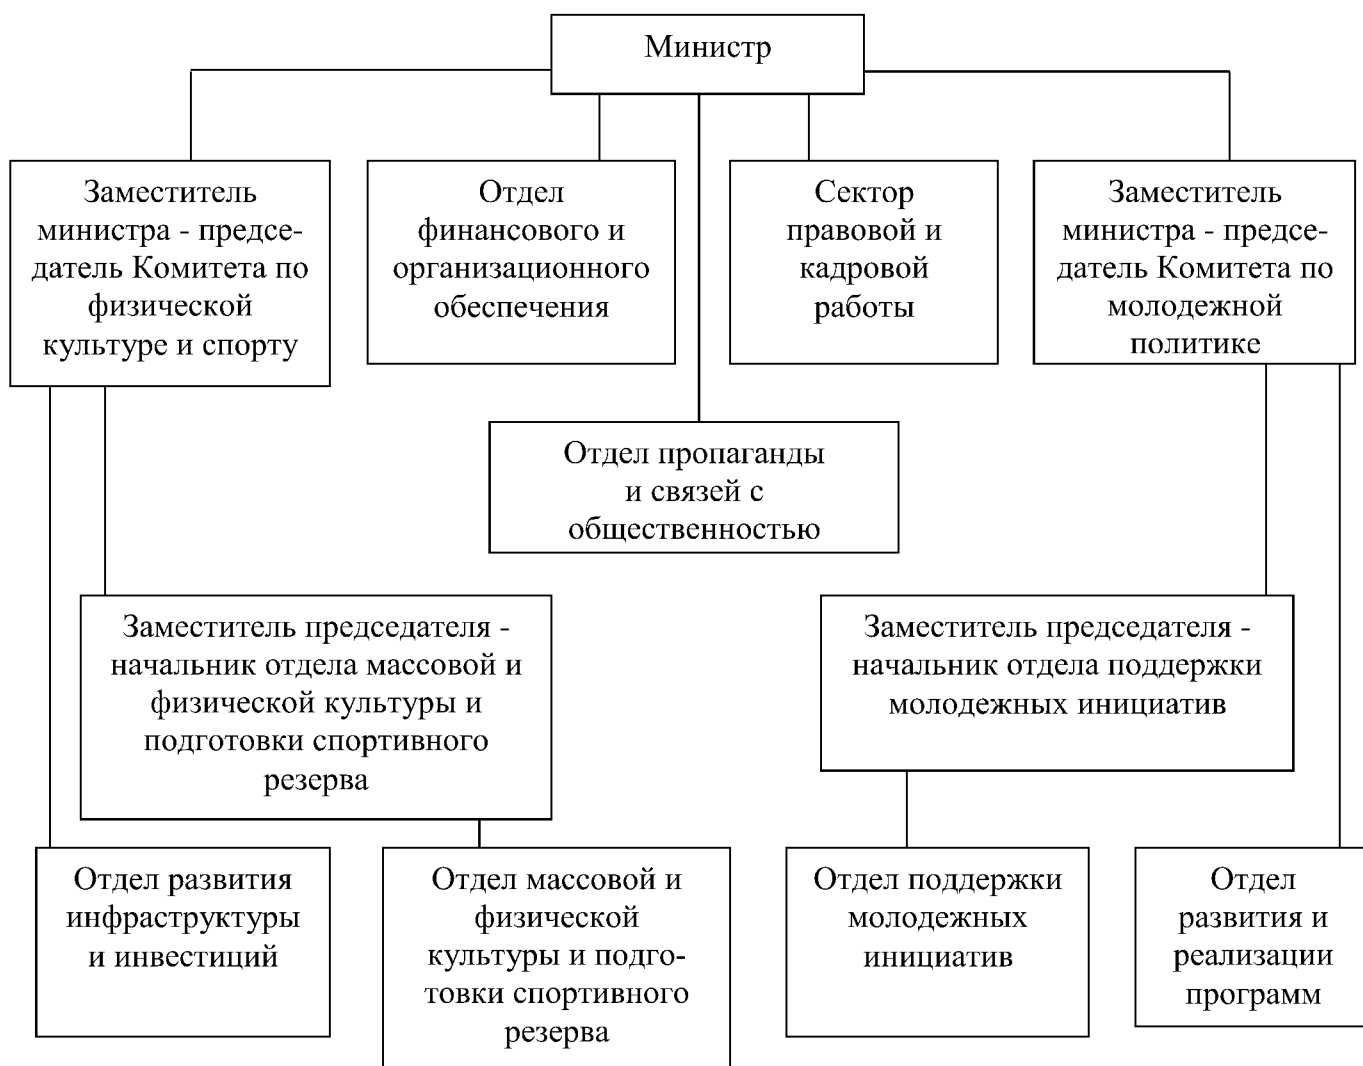 Министр
Заместитель
министра - предсе-
датель Комитета по
физической
культуре и спорту
Отдел
финансового и
организационного
обеспечения
Сектор
правовой и
кадровой
работы
Заместитель
министра - предсе-
датель Комитета по
молодежной
политике
Отдел пропаганды
и связей с
общественностью
Заместитель председателя -
начальник отдела массовой и
физической культуры и
подготовки спортивного
резерва
Заместитель председателя -
начальник отдела поддержки
молодежных инициатив
Отдел развития
инфраструктуры
и инвестиций
Отдел массовой и
физической
культуры и подго-
товки спортивного
резерва
Отдел поддержки
молодежных
инициатив
Отдел
развития и
реализации
программ